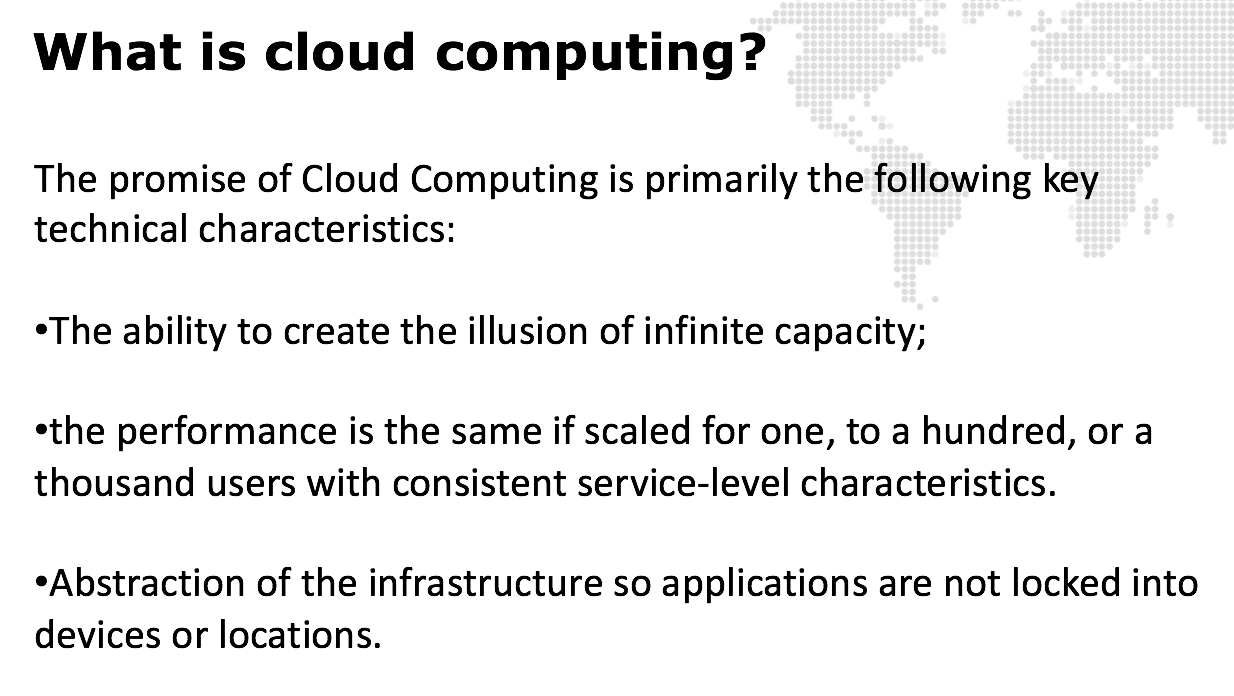 What is cloud computing?
The promise of Cloud Computing is primarily the following key
technical characteristics:
•The ability to create the illusion of infinite capacity;
•the performance is the same if scaled for one, to a hundred, or a
thousand users with consistent service-level characteristics.
•Abstraction of the infrastructure so applications are not locked into
devices or locations.